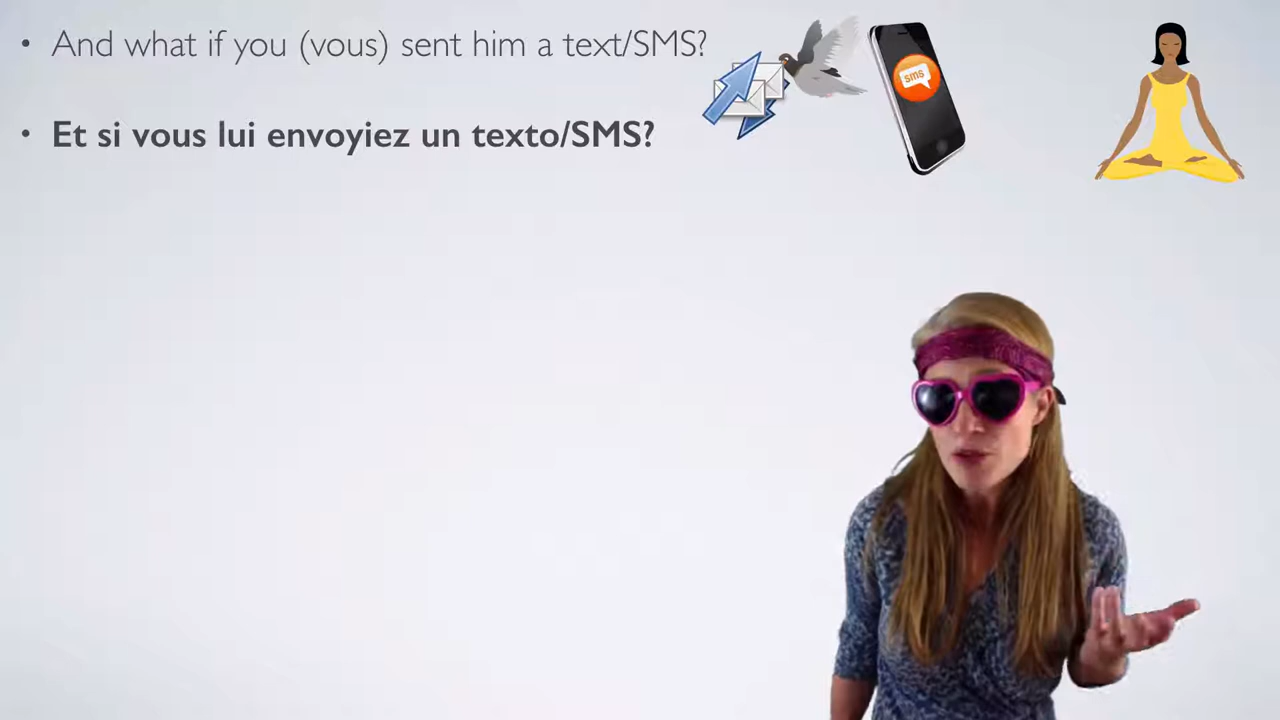 • And what if you (vous) sent him a text/SMS?
sms
• Et si vous lui envoyiez un texto/SMS?